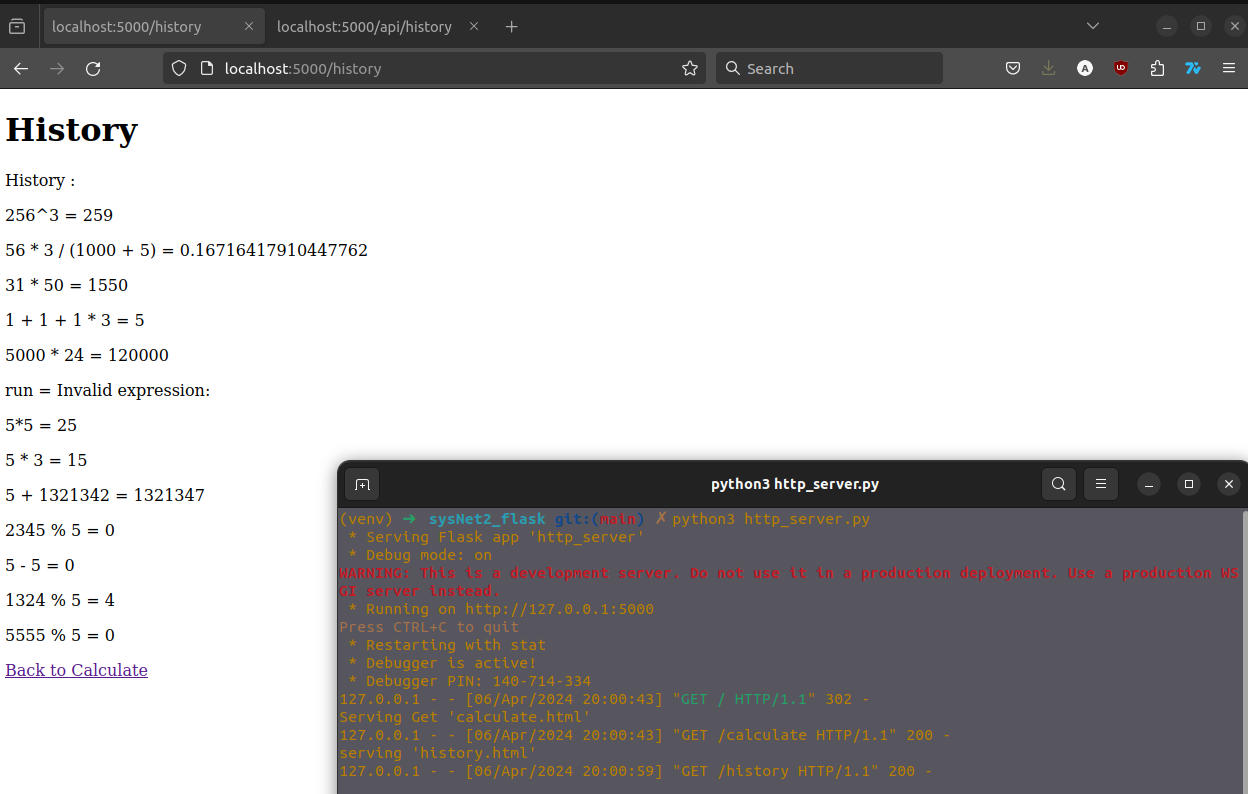 localhost:5000/history
localhost:5000/api/history
localhost:5000/history
Search
History
History :
256^3 = 259
56 * 3 / (1000 + 5) = 0.16716417910447762
31 * 50 = 1550
1 + 1 + 1 * 3 = 5
5000 * 24 = 120000
run = Invalid expression:
5*5 = 25
5 * 3 = 15
5 + 1321342 = 1321347
2345 % 5 = 0
5 - 5 = 0
1324 % 5 = 4
5555 % 5 = 0
Back to Calculate
python3 http_server.py
(venv) ➜ sysNet2_flask git:(main) ✗ python3 http_server.py
* Serving Flask app 'http_server'
* Debug mode: on
WARNING: This is a development server. Do not use it in a production deployment. Use a production WS
GI server instead.
* Running on http://127.0.0.1:5000
Press CTRL+C to quit
* Restarting with stat
* Debugger is active!
* Debugger PIN: 140-714-334
127.0.0.1 - - [06/Apr/2024 20:00:43] "GET / HTTP/1.1" 302 -
Serving Get 'calculate.html'
127.0.0.1 - - [06/Apr/2024 20:00:43] "GET /calculate HTTP/1.1" 200 -
serving 'history.html'
127.0.0.1 - - [06/Apr/2024 20:00:59] "GET /history HTTP/1.1" 200 -